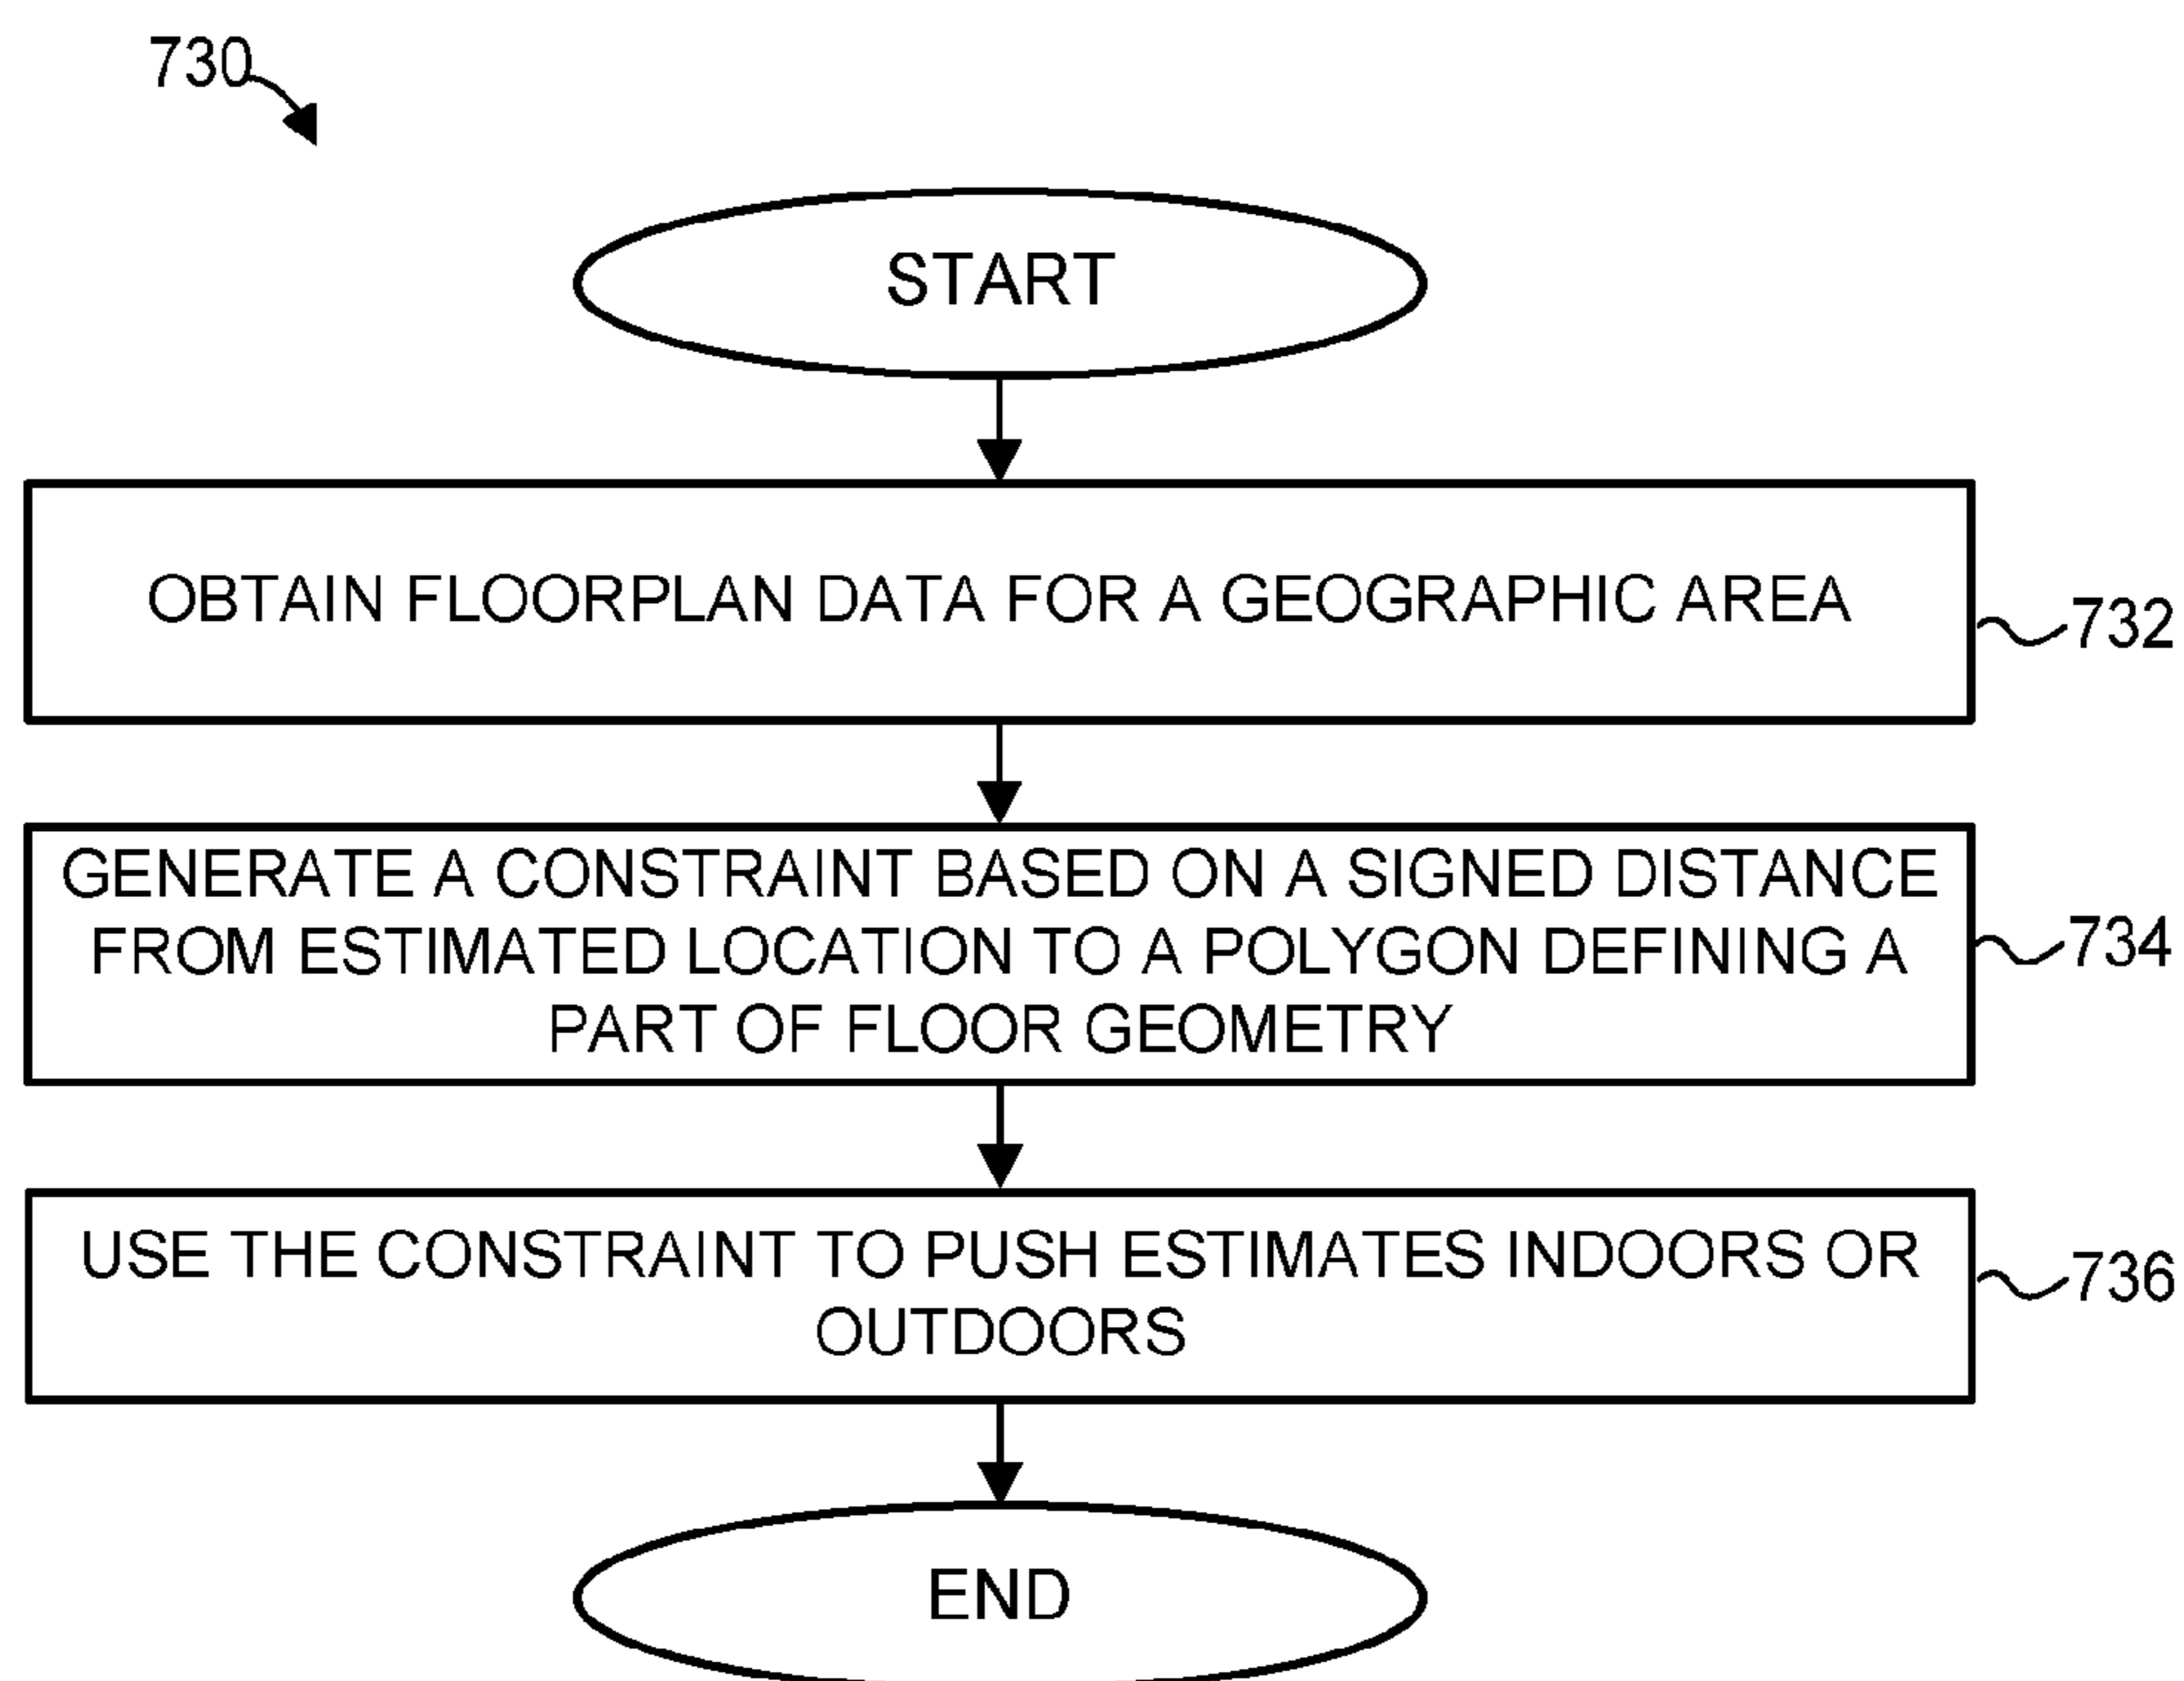 730
START
OBTAIN FLOORPLAN DATA FOR A GEOGRAPHIC AREA
732
GENERATE A CONSTRAINT BASED ON A SIGNED DISTANCE
FROM ESTIMATED LOCATION TO A POLYGON DEFINING A
PART OF FLOOR GEOMETRY
734
USE THE CONSTRAINT TO PUSH ESTIMATES INDOORS OR
OUTDOORS
736
END